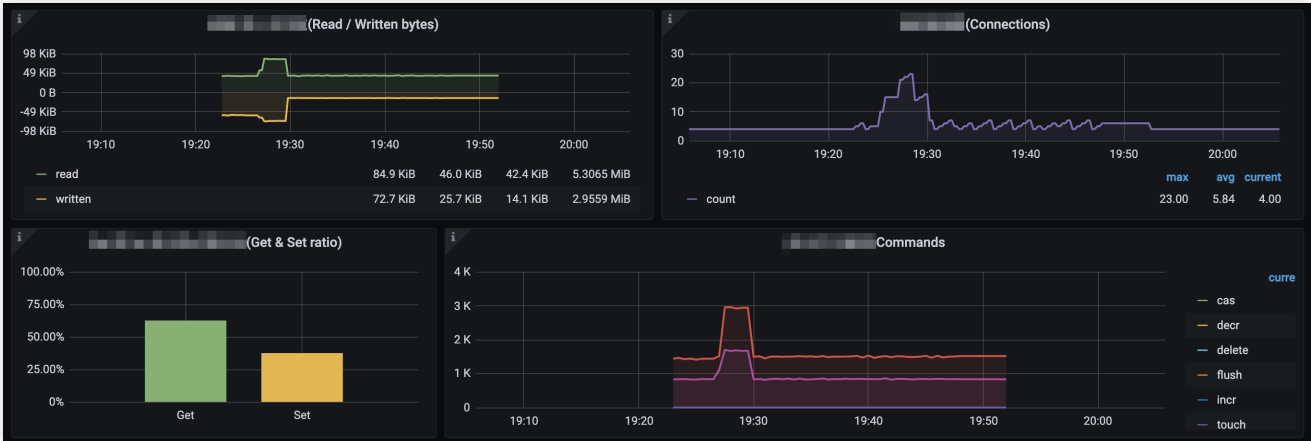 i
(Read / Written bytes)
98 KiB
49 KiB
0 B
-49 KiB
-98 KiB
19:10 19:20 19:30 19:40 19:50 20:00
read 84.9 KiB 46.0 KiB 42.4 KiB 5.3065 MiB
written 72.7 KiB 25.7 KiB 14.1 KiB 2.9559 MiB
i
(Connections)
30
20
10
0
19:10 19:20 19:30 19:40 19:50 20:00
max avg current
count 23.00 5.84 4.00
i
(Get & Set ratio)
100.00%
75.00%
50.00%
25.00%
0%
Get Set
i
Commands
4 K
3 K
2 K
1 K
0
19:10 19:20 19:30 19:40 19:50 20:00
curre
cas
decr
delete
flush
incr
touch